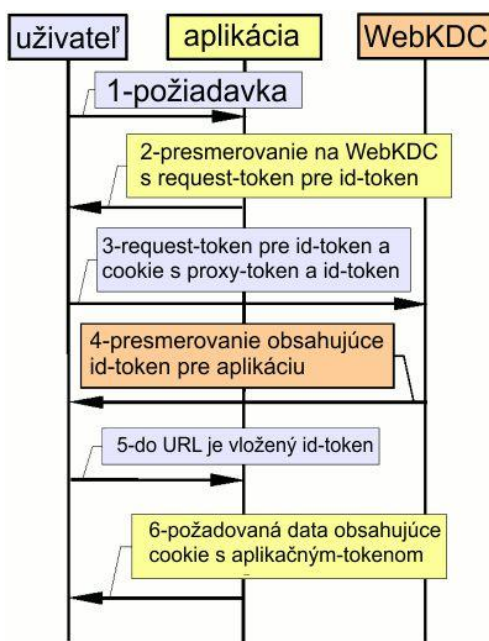 užívateľ aplikácia WebKDC
1-požiadavka
2-presmerovanie na WebKDC
s request-token pre id-token
3-request-token pre id-token a
cookie s proxy-token a id-token
4-presmerovanie obsahujúce
id-token pre aplikáciu
5-do URL je vložený id-token
6-požadovaná data obsahujúce
cookie s aplikačným-tokenom